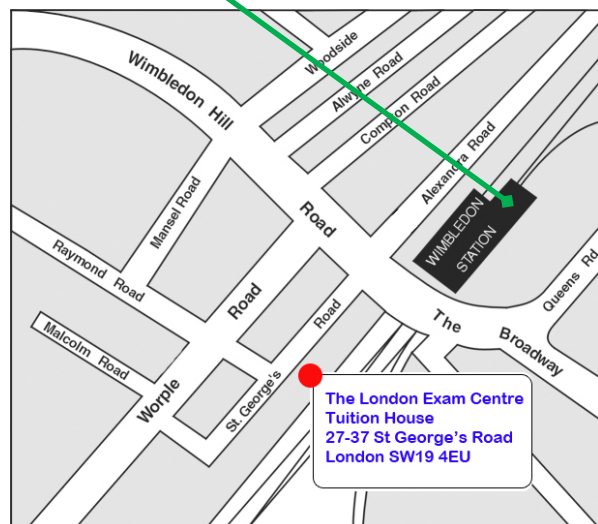 Woodside
Wimbledon Hill
Road
Alwyne Road
Compton Road
Alexandra Road
Mansel Road
WIMBLEDON
STATION
Queens Rd
Raymond Road
Worple
Road
St. George's
Road
The
Broadway
Malcolm Road
The London Exam Centre
Tuition House
27-37 St George's Road
London SW19 4EU